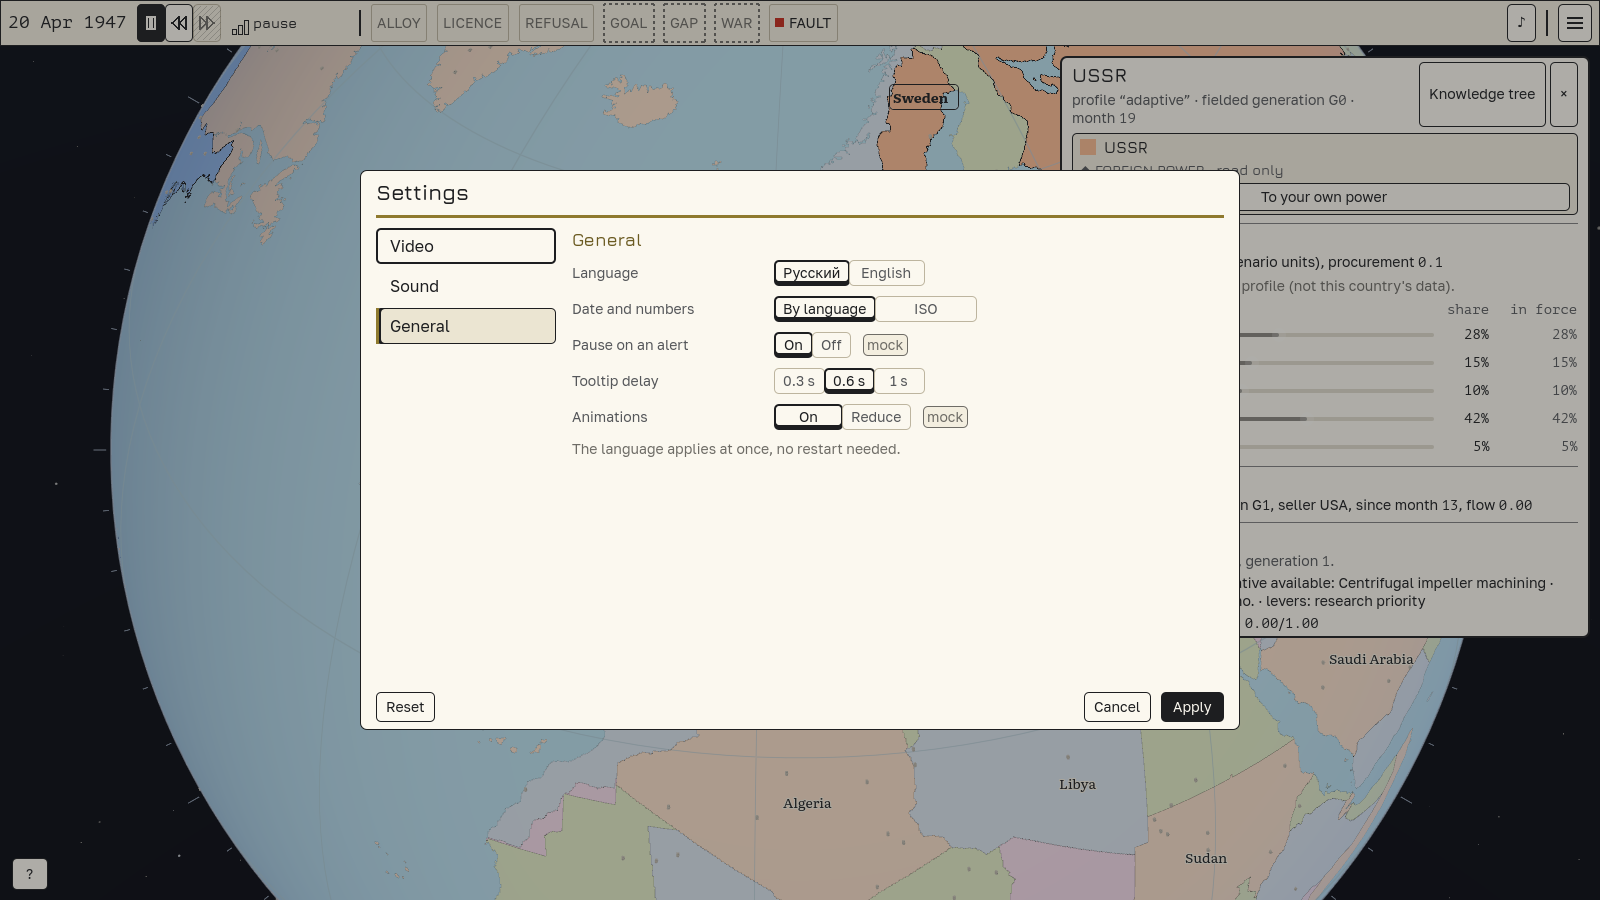 20 Apr 1947 pause ALLOY LICENCE REFUSAL GOAL GAP WAR FAULT ♪
USSR
profile “adaptive” · fielded generation G0 ·
month 19
Knowledge tree ×
USSR
read only
To your own power
Sweden
Settings
Video
Sound
General
General
Language Русский English
Date and numbers By language ISO
Pause on an alert On Off mock
Tooltip delay 0.3 s 0.6 s 1 s
Animations On Reduce mock
The language applies at once, no restart needed.
Reset Cancel Apply
units), procurement 0.1
profile (not this country's data).
share in force
28% 28%
15% 15%
10% 10%
42% 42%
5% 5%
G1, seller USA, since month 13, flow 0.00
generation 1.
available: Centrifugal impeller machining ·
· levers: research priority
0.00/1.00
Saudi Arabia
Libya
Algeria
Sudan
?